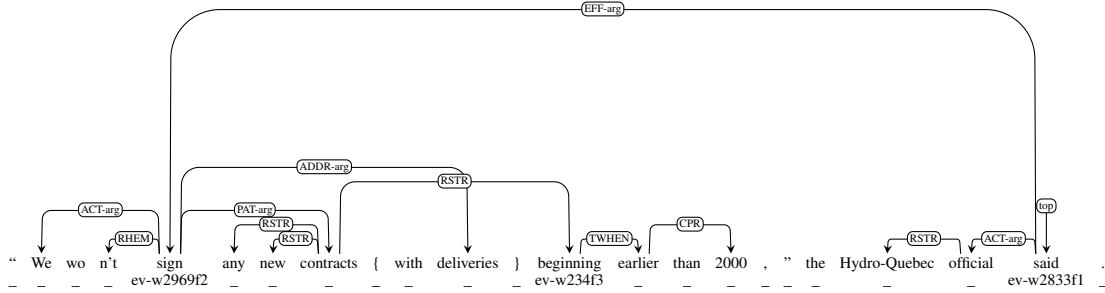 EFF-arg
ADDR-arg
RSTR
ACT-arg PAT-arg top
RSTR CPR
RHEM RSTR TWHEN RSTR ACT-arg
“ We wo n't sign any new contracts { with deliveries } beginning earlier than 2000 , ” the Hydro-Quebec official said .
_ _ _ _ ev-w2969f2 _ _ _ _ _ _ _ ev-w234f3 _ _ _ _ _ _ _ _ ev-w2833f1 _